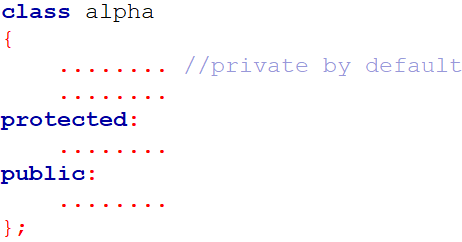 class alpha
{
........ //private by default
........
protected:
........
public:
........
};